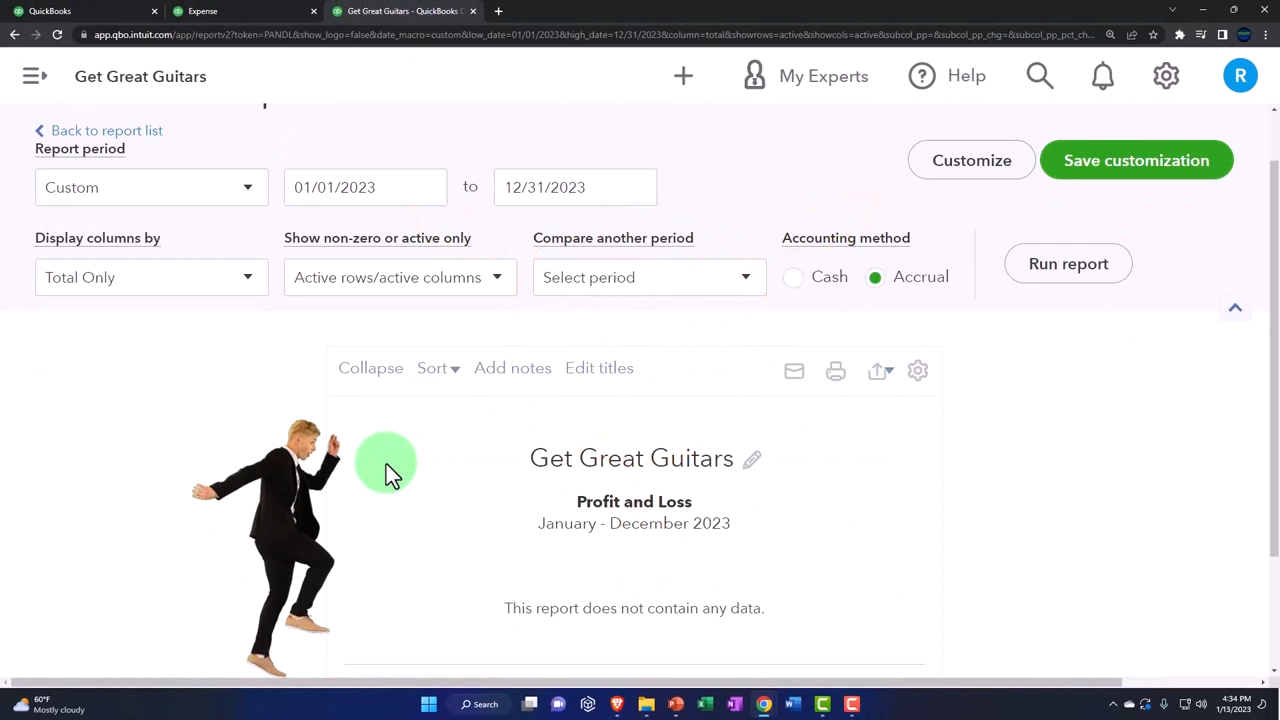 QuickBooks
Expense
Get Great Guitars - QuickBooks
app.qbo.intuit.com/app/reportv2?token=PANDL&show_logo=false&date_macro=custom&low_date=01/01/2023&high_date=12/31/2023&column=total&showrows=active&showcols=active&subcol_pp=&subcol_pp_chg=&subcol_pp_pct_ch...
Get Great Guitars
My Experts
Help
R
Back to report list
Report period
Custom
01/01/2023
to
12/31/2023
Customize
Save customization
Display columns by
Show non-zero or active only
Compare another period
Accounting method
Total Only
Active rows/active columns
Select period
Cash
Accrual
Run report
Collapse
Sort
Add notes
Edit titles
Get Great Guitars
Profit and Loss
January - December 2023
This report does not contain any data.
60°F
Mostly cloudy
Search
4:34 PM
1/13/2023